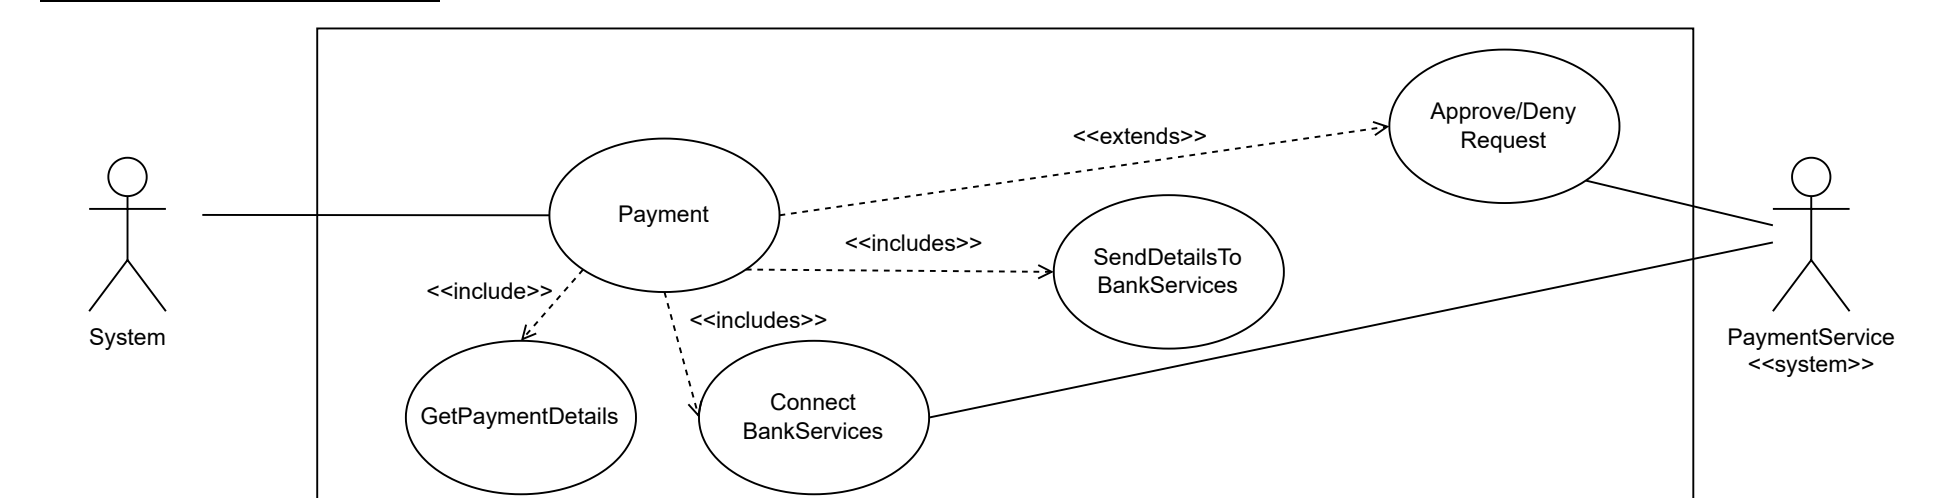 Approve/Deny
Request
<<extends>>
Payment
<<includes>>
SendDetailsTo
BankServices
<<include>>
<<includes>>
System
PaymentService
<<system>>
GetPaymentDetails
Connect
BankServices